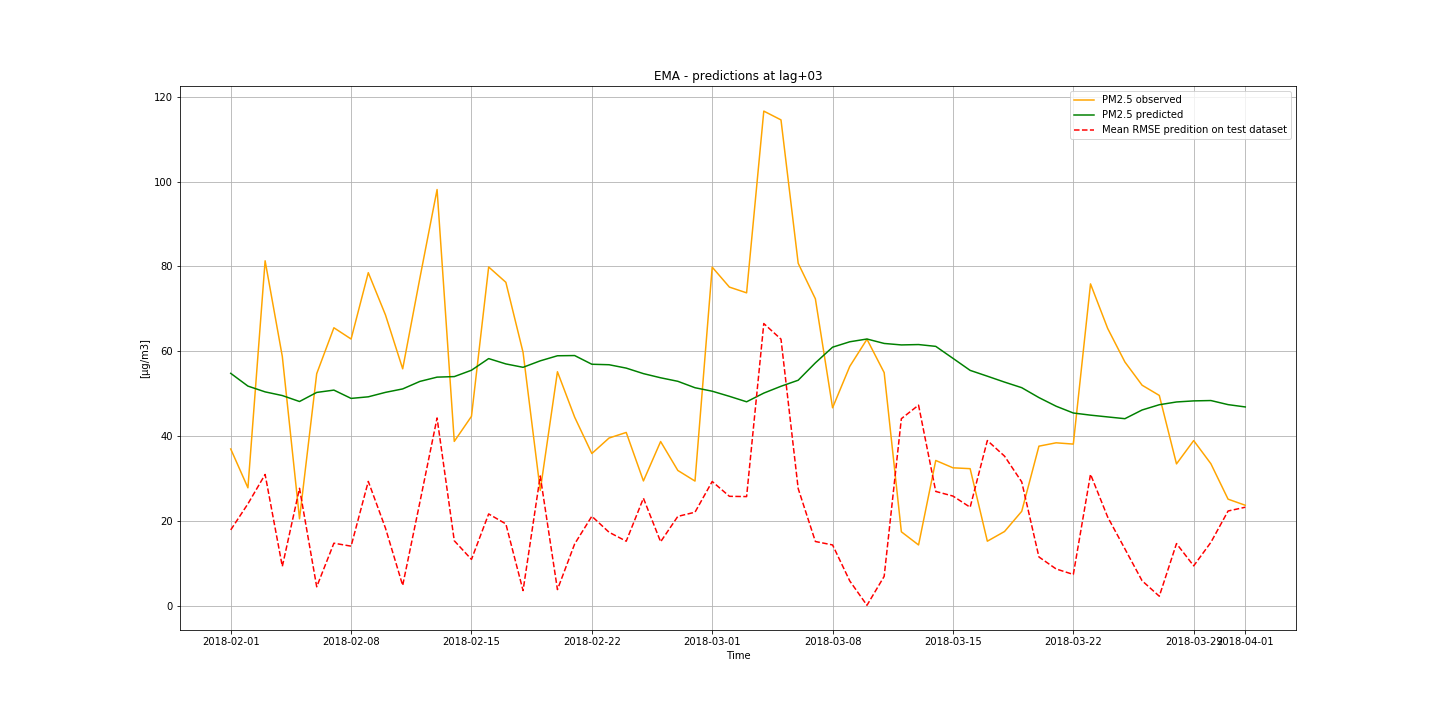 EMA - predictions at lag+03
PM2.5 observed
PM2.5 predicted
Mean RMSE predition on test dataset
[µg/m3]
120
100
80
60
40
20
0
2018-02-01 2018-02-08 2018-02-15 2018-02-22 2018-03-01 2018-03-08 2018-03-15 2018-03-22 2018-03-29 2018-04-01
Time